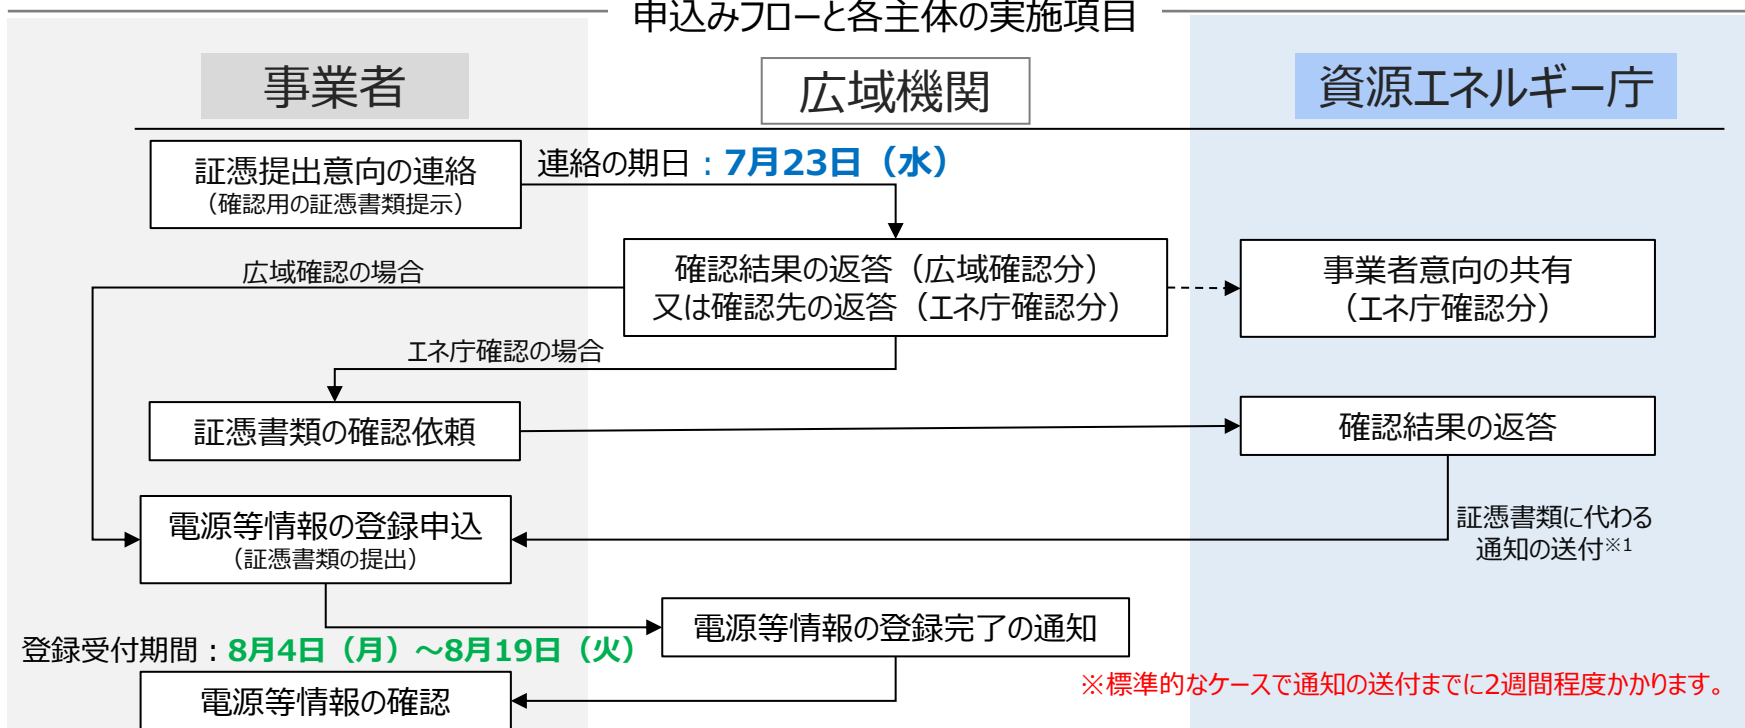 申込みフローと各主体の実施項目
事業者
広域機関
資源エネルギー庁
証憑提出意向の連絡
（確認用の証憑書類提示）
連絡の期日：7月23日（水）
確認結果の返答（広域確認分）
又は確認先の返答（エネ庁確認分）
事業者意向の共有
（エネ庁確認分）
広域確認の場合
エネ庁確認の場合
証憑書類の確認依頼
確認結果の返答
電源等情報の登録申込
（証憑書類の提出）
証憑書類に代わる
通知の送付※1
電源等情報の登録完了の通知
登録受付期間：8月4日（月）～8月19日（火）
※標準的なケースで通知の送付までに2週間程度かかります。
電源等情報の確認